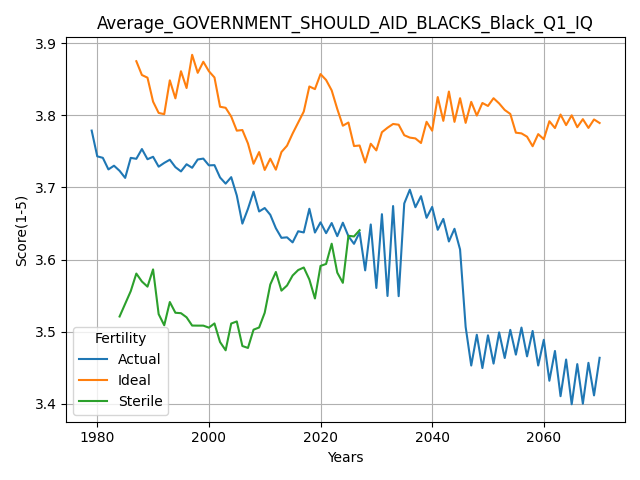 Average_GOVERNMENT_SHOULD_AID_BLACKS_Black_Q1_IQ
3.9
3.8
3.7
3.6
3.5
3.4
Score(1-5)
Fertility
Actual
Ideal
Sterile
1980
2000
2020
2040
2060
Years